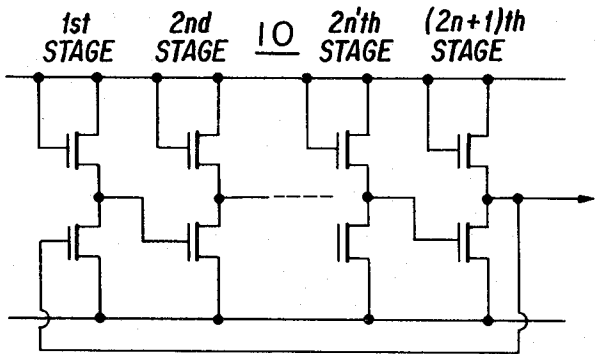 1st STAGE
2nd STAGE
10
2n'th STAGE
(2n+1)th STAGE